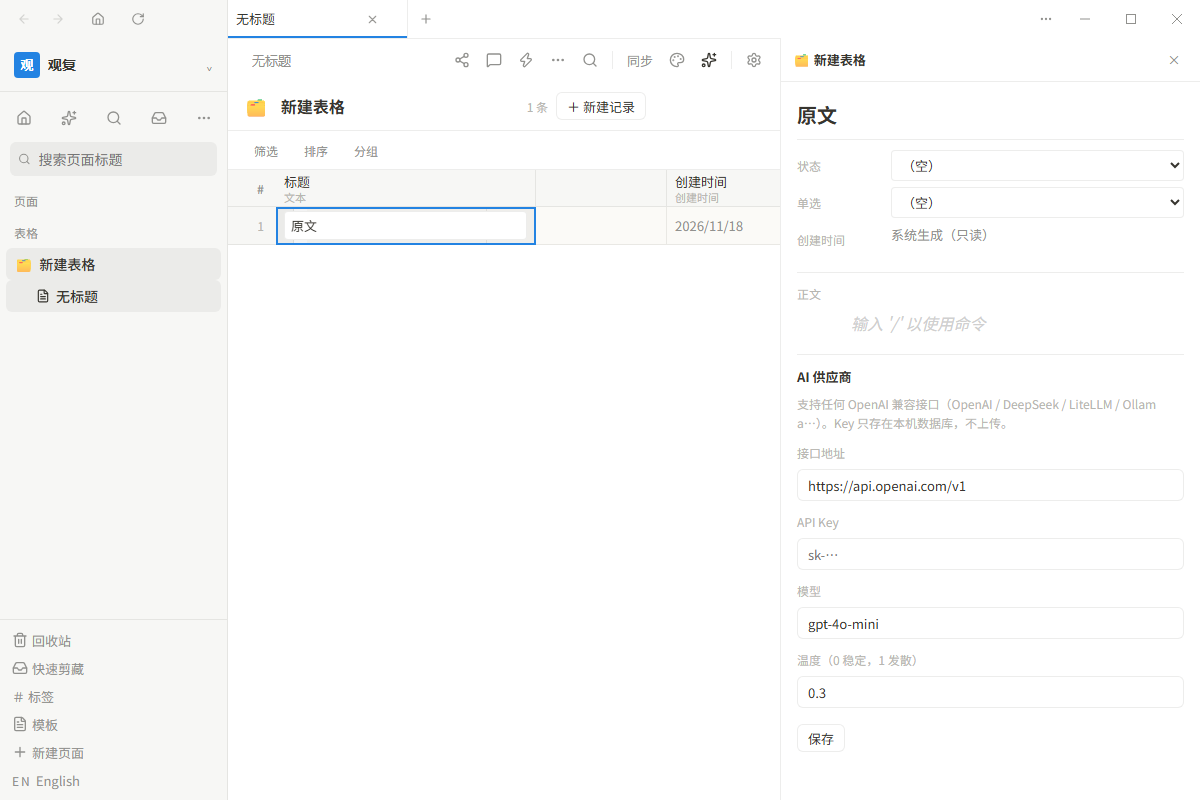 无标题
观 观复
搜索页面标题
页面
表格
新建表格
无标题
回收站
快速剪藏
# 标签
模板
新建页面
EN English
无标题
同步
新建表格
1 条
新建记录
筛选 排序 分组
# 标题 创建时间
文本 创建时间
1 原文 2026/11/18
新建表格
原文
状态 （空）
单选 （空）
创建时间 系统生成（只读）
正文
输入 '/' 以使用命令
AI 供应商
支持任何 OpenAI 兼容接口（OpenAI / DeepSeek / LiteLLM / Ollam
a…）。Key 只存在本机数据库，不上传。
接口地址
https://api.openai.com/v1
API Key
sk-…
模型
gpt-4o-mini
温度（0 稳定，1 发散）
0.3
保存